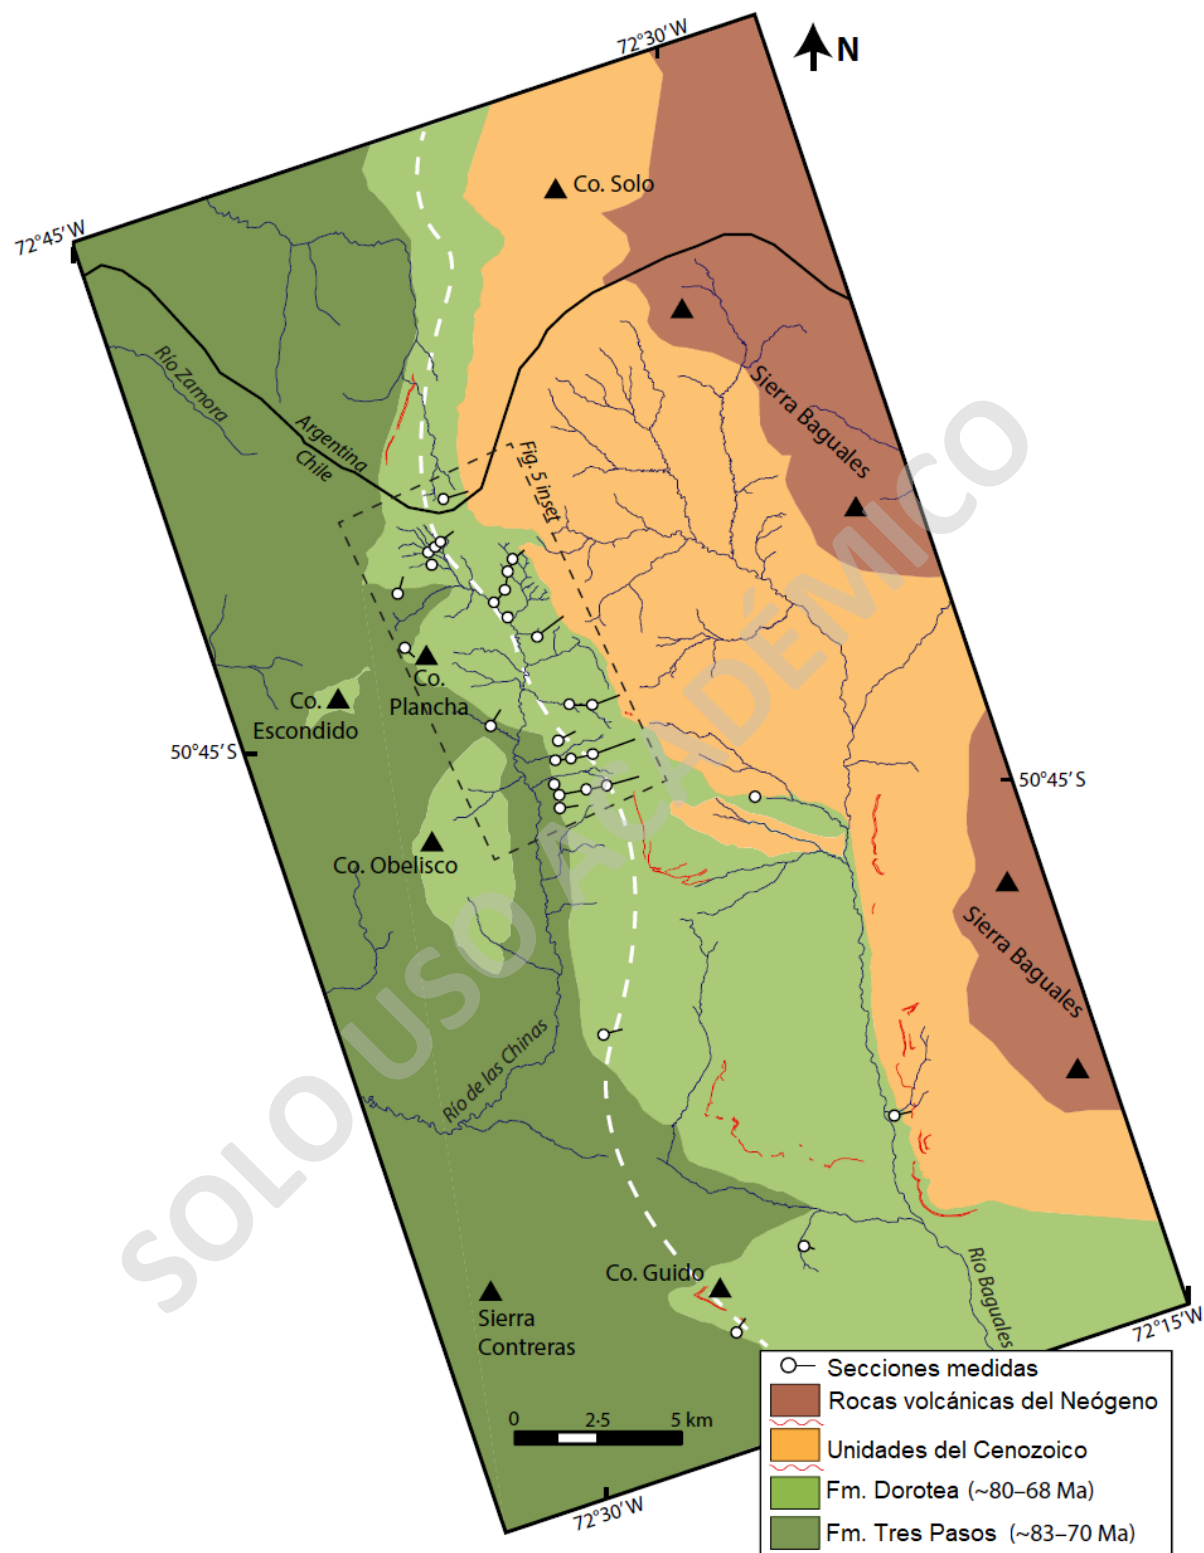 72°30' W
N
Co. Solo
72°45' W
Río Zamora
Argentina
Chile
Sierra Baguales
Fig. 5 inset
Co.
Plancha
Co.
Escondido
50°45' S
50°45' S
Co. Obelisco
Sierra Baguales
Río de las Chinas
Co. Guido
Sierra
Contreras
Río Baguales
72°15' W
0 2·5 5 km
72°30' W
Secciones medidas
Rocas volcánicas del Neógeno
Unidades del Cenozoico
Fm. Dorotea (~80–68 Ma)
Fm. Tres Pasos (~83–70 Ma)
SOLO USO ACADÉMICO